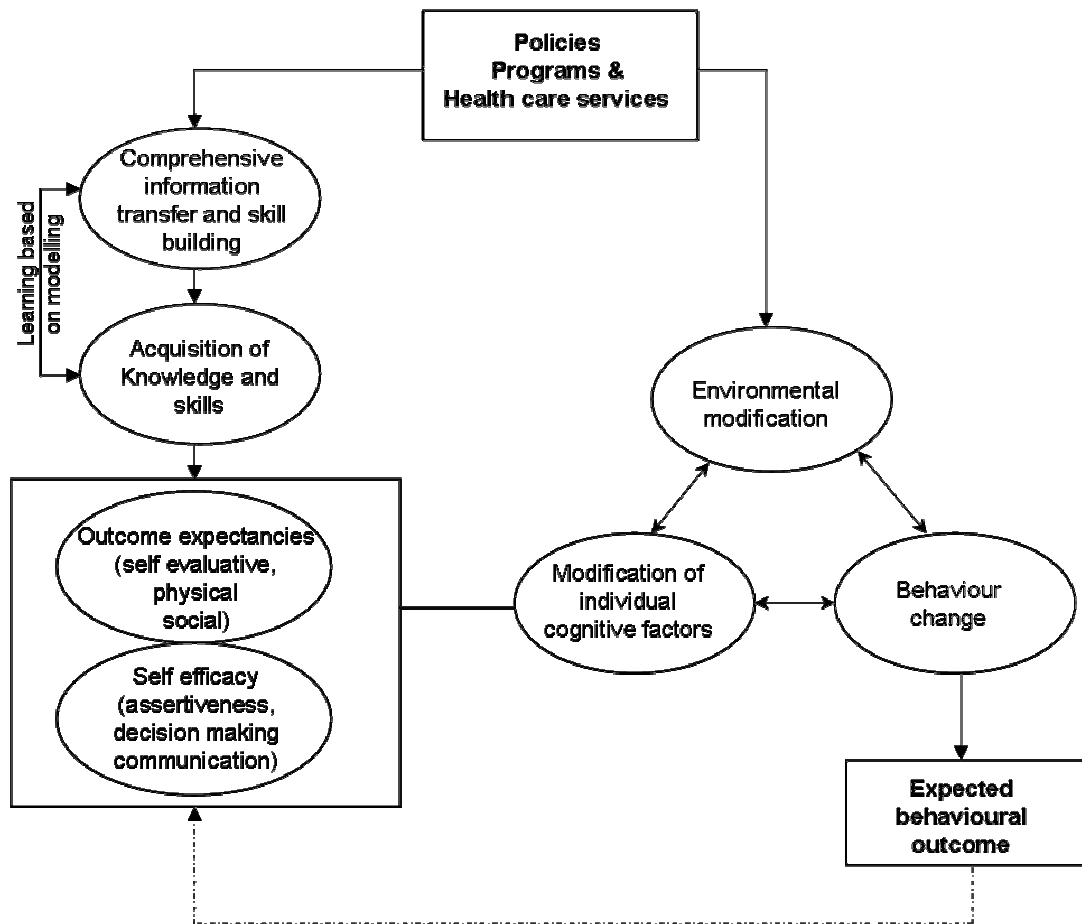 Policies
Programs &
Health care services
Comprehensive
information
transfer and skill
building
Learning based
on modelling
Acquisition of
Knowledge and
skills
Environmental
modification
Outcome expectancies
(self evaluative,
physical
social)
Modification of
individual
cognitive factors
Behaviour
change
Self efficacy
(assertiveness,
decision making
communication)
Expected
behavioural
outcome